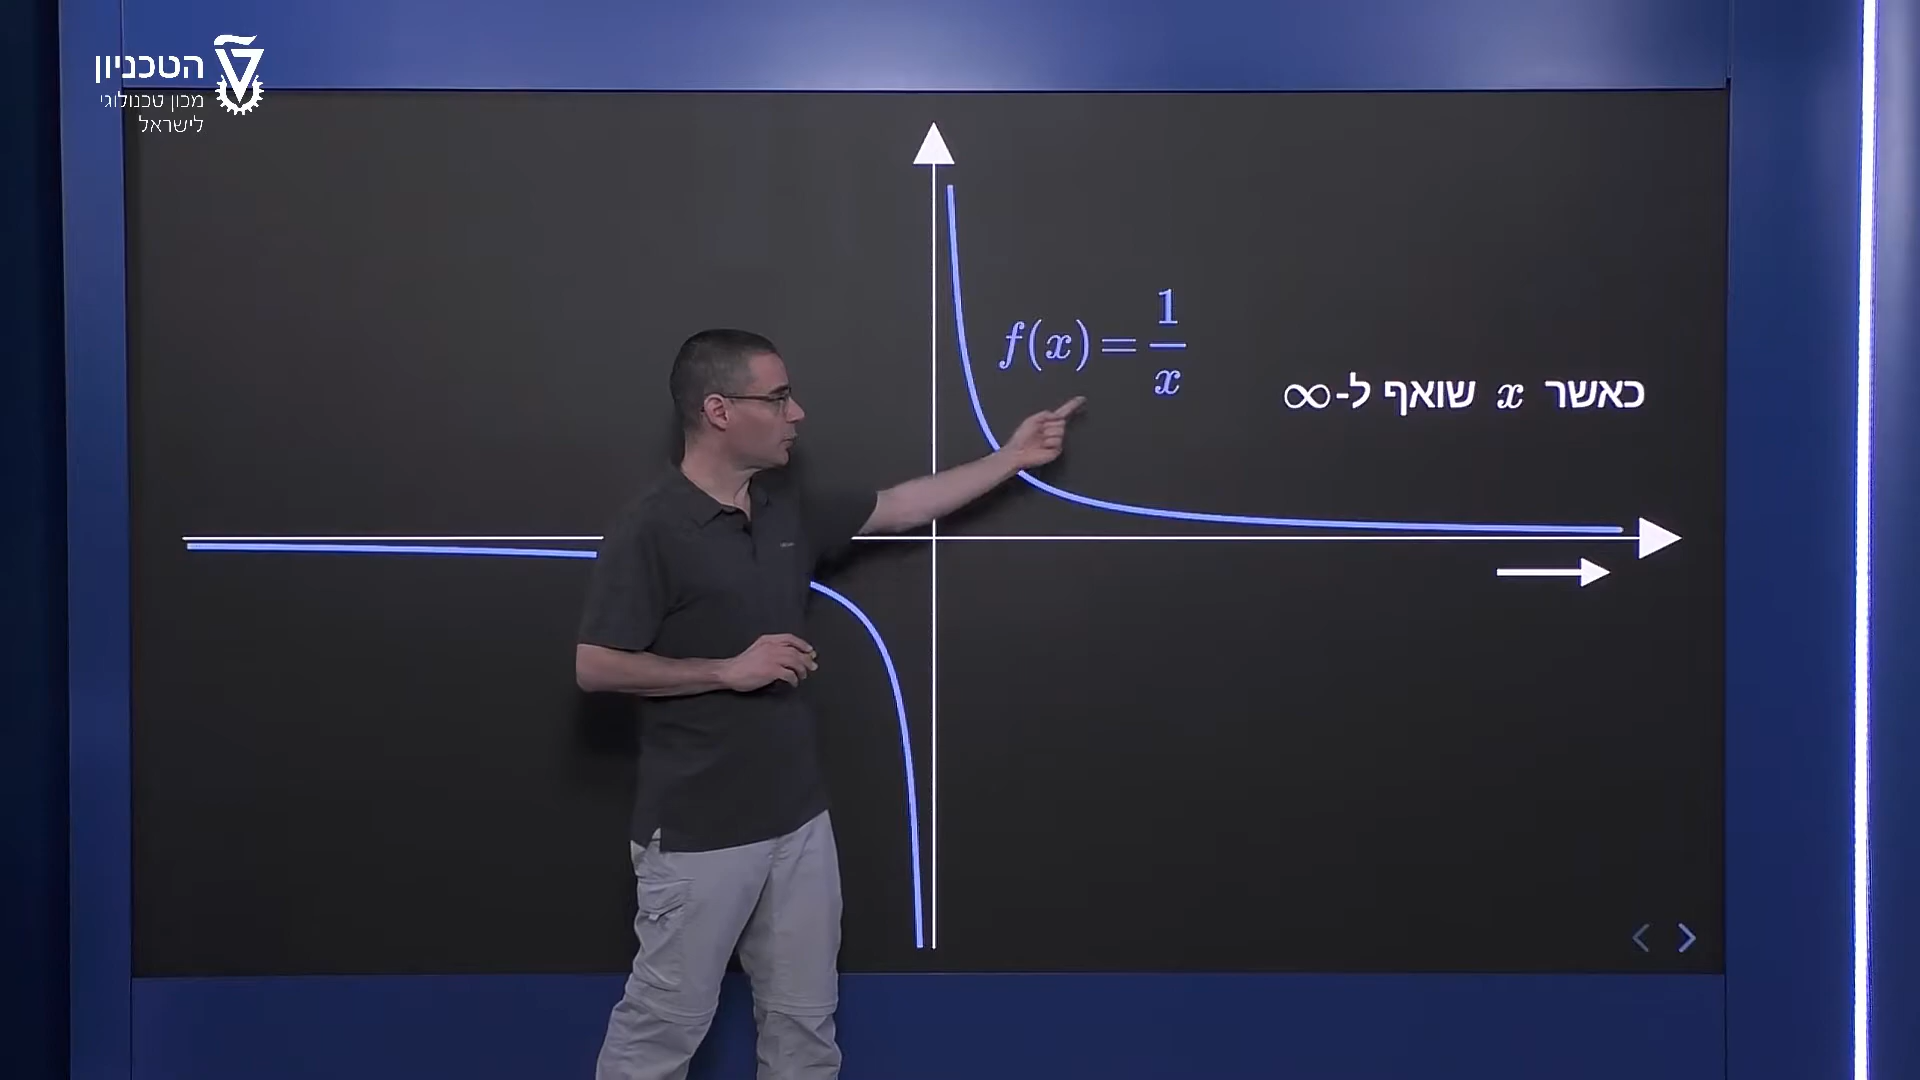 הטכניון
מכון טכנולוגי
לישראל
f(x) = 1/x
כאשר x שואף ל-∞